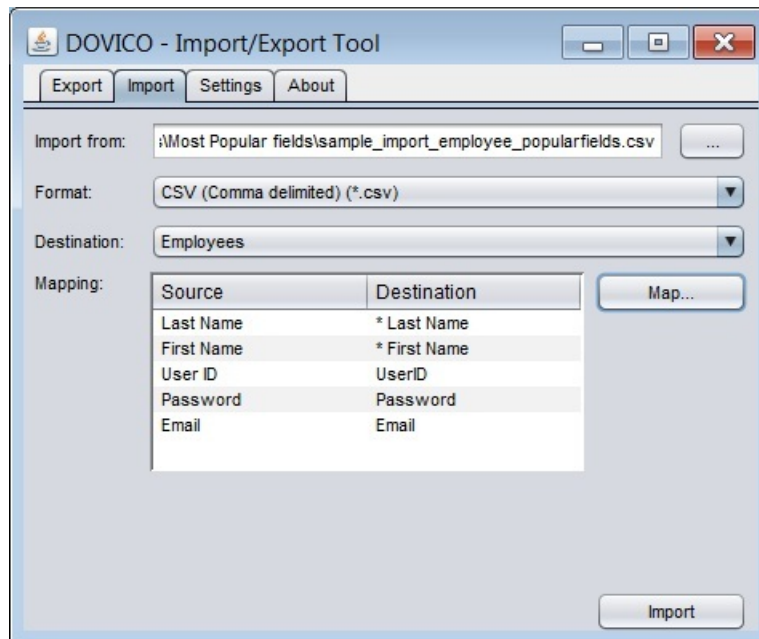 DOVICO - Import/Export Tool
Export Import Settings About
Import from: \Most Popular fields\sample_import_employee_popularfields.csv ...
Format: CSV (Comma delimited) (*.csv)
Destination: Employees
Mapping: Source Destination Map...
Last Name * Last Name
First Name * First Name
User ID UserID
Password Password
Email Email
Import